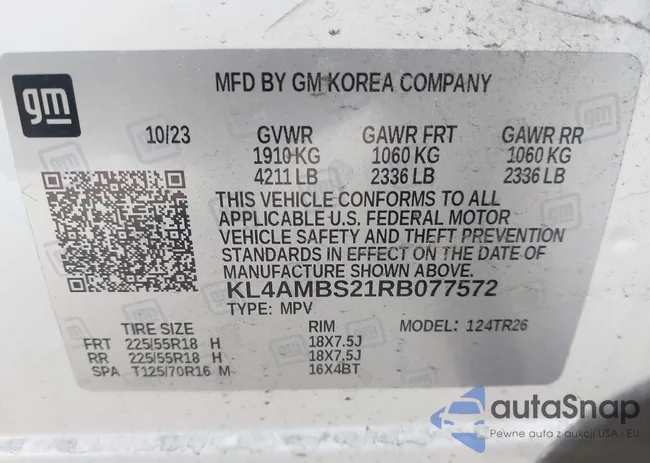 gm
MFD BY GM KOREA COMPANY
10/23 GVWR GAWR FRT GAWR RR
1910 KG 1060 KG 1060 KG
4211 LB 2336 LB 2336 LB
THIS VEHICLE CONFORMS TO ALL
APPLICABLE U.S. FEDERAL MOTOR
VEHICLE SAFETY AND THEFT PREVENTION
STANDARDS IN EFFECT ON THE DATE OF
MANUFACTURE SHOWN ABOVE.
KL4AMBS21RB077572
TYPE: MPV MODEL: 124TR26
TIRE SIZE RIM
FRT 225/55R18 H 18X7.5J
RR 225/55R18 H 18X7.5J
SPA T125/70R16 M 16X4BT
autaSnap
Pewne auta z aukcji USA · EU